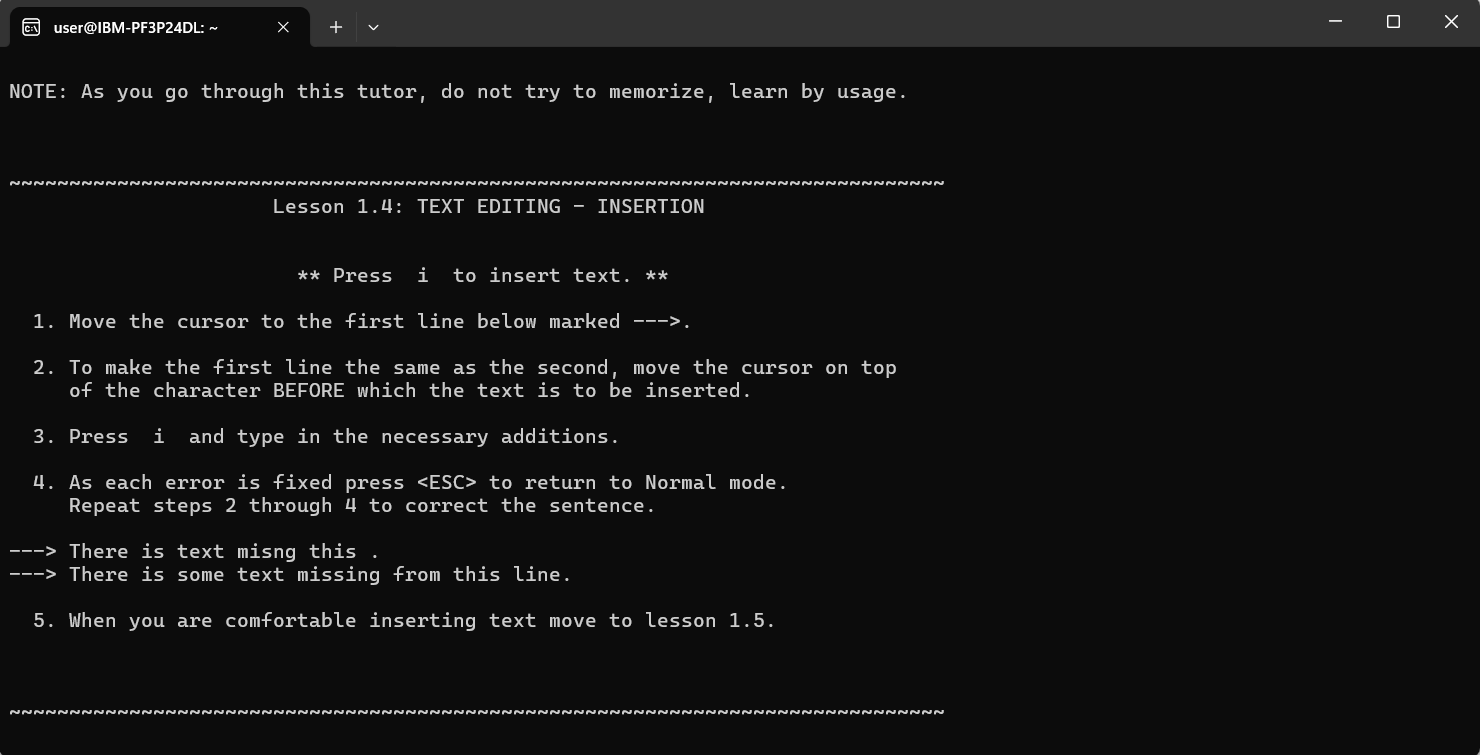 user@IBM-PF3P24DL: ~
NOTE: As you go through this tutor, do not try to memorize, learn by usage.
~~~~~~~~~~~~~~~~~~~~~~~~~~~~~~~~~~~~~~~~~~~~~~~~~~~~~~~~~~~~~~~~~~~~~~~~~~~~~~
Lesson 1.4: TEXT EDITING - INSERTION
** Press  i  to insert text. **
1. Move the cursor to the first line below marked --->.
2. To make the first line the same as the second, move the cursor on top
of the character BEFORE which the text is to be inserted.
3. Press  i  and type in the necessary additions.
4. As each error is fixed press <ESC> to return to Normal mode.
Repeat steps 2 through 4 to correct the sentence.
---> There is text misng this .
---> There is some text missing from this line.
5. When you are comfortable inserting text move to lesson 1.5.
~~~~~~~~~~~~~~~~~~~~~~~~~~~~~~~~~~~~~~~~~~~~~~~~~~~~~~~~~~~~~~~~~~~~~~~~~~~~~~